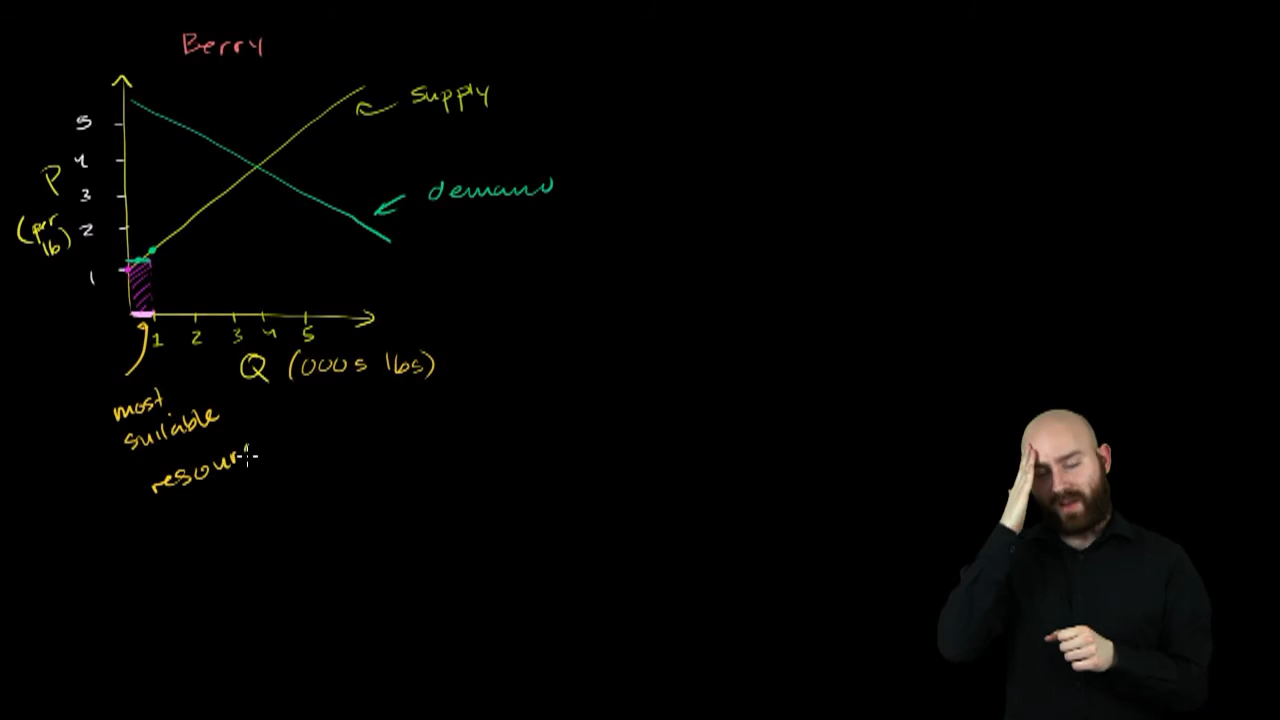 Berry
supply
5
4
P
3
demand
(per
lb)
2
1
1 2 3 4 5
Q (000s lbs)
most
suitable
resour